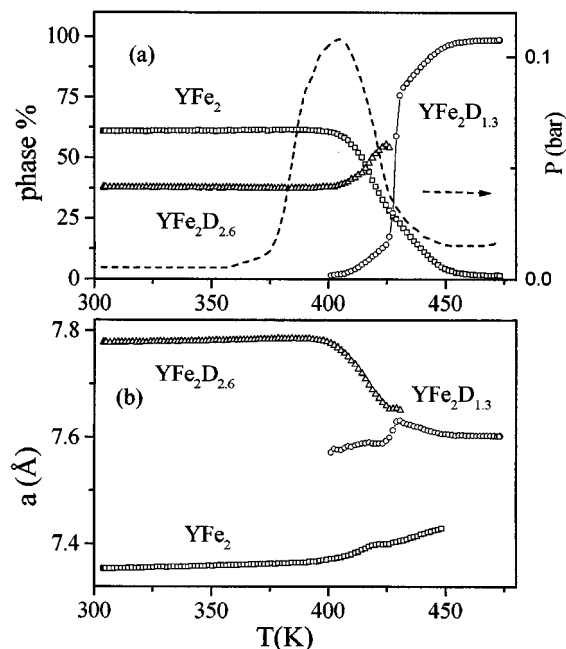 100
(a)
YFe2
75
50
25
0
phase %
YFe2D2.6
YFe2D1.3
0.1
0.0
P (bar)
300
350
400
450
7.8
7.6
7.4
a (Å)
YFe2D2.6
(b)
YFe2D1.3
YFe2
300
350
400
450
T(K)